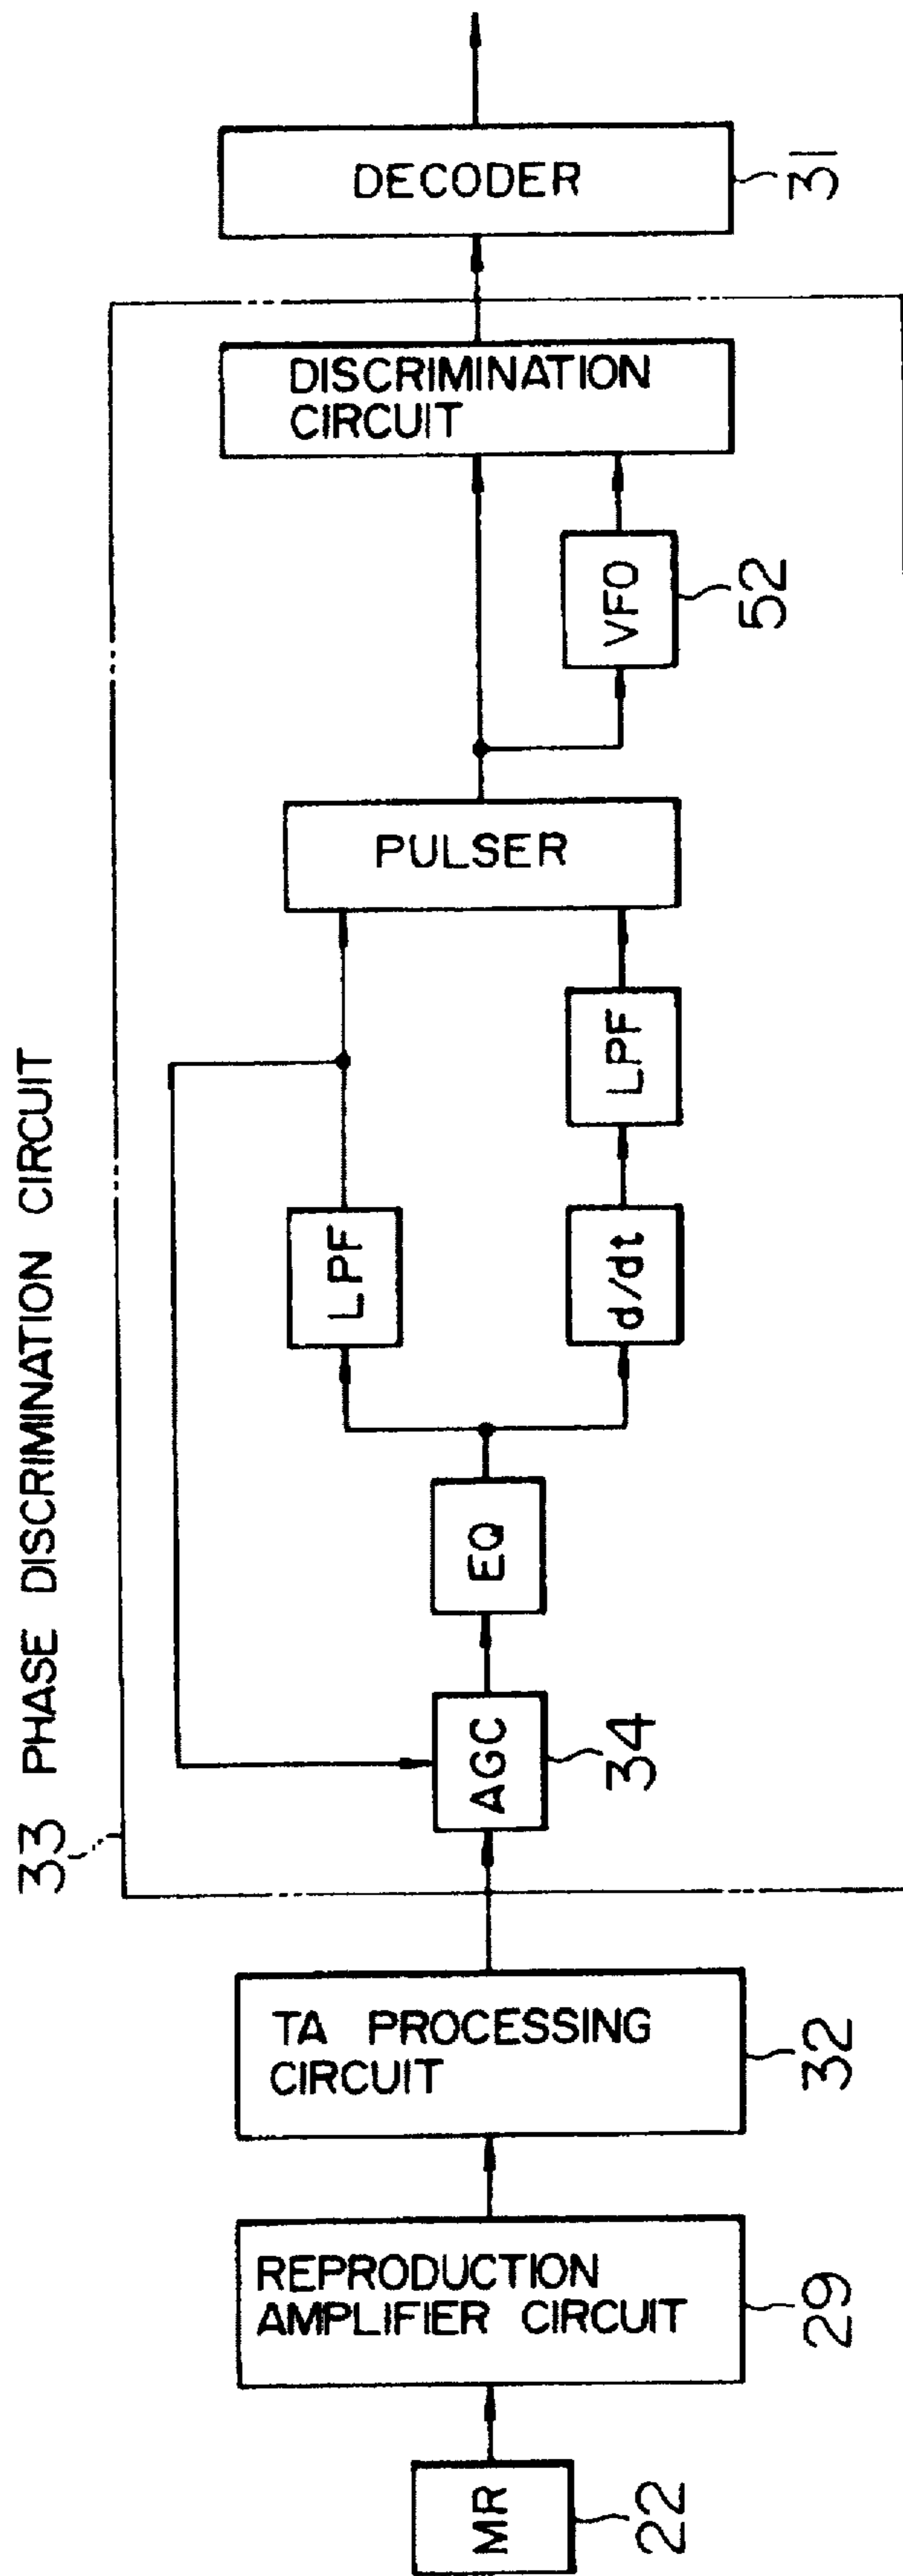 33 PHASE DISCRIMINATION CIRCUIT
MR
22
REPRODUCTION
AMPLIFIER CIRCUIT
29
TA PROCESSING
CIRCUIT
32
AGC
34
EQ
LPF
d/dt
LPF
PULSER
VFO
52
DISCRIMINATION
CIRCUIT
DECODER
31